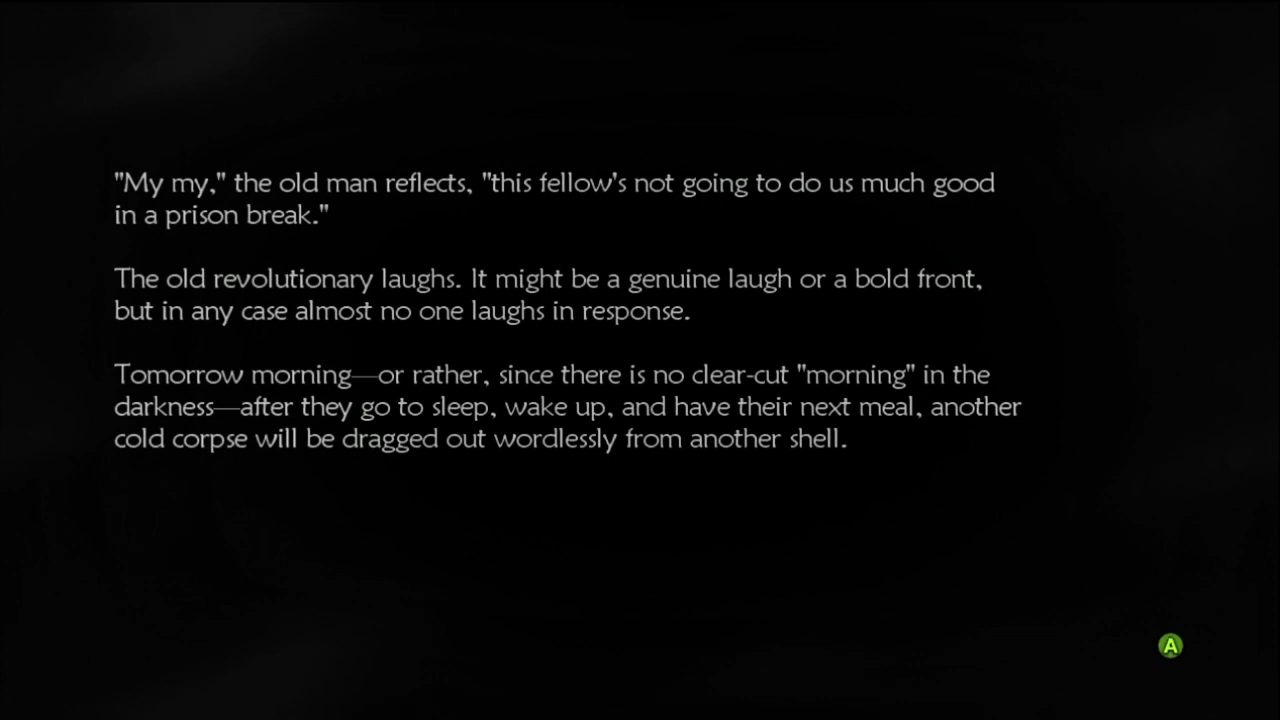 "My my," the old man reflects, "this fellow's not going to do us much good
in a prison break."
The old revolutionary laughs. It might be a genuine laugh or a bold front,
but in any case almost no one laughs in response.
Tomorrow morning—or rather, since there is no clear-cut "morning" in the
darkness—after they go to sleep, wake up, and have their next meal, another
cold corpse will be dragged out wordlessly from another shell.
A